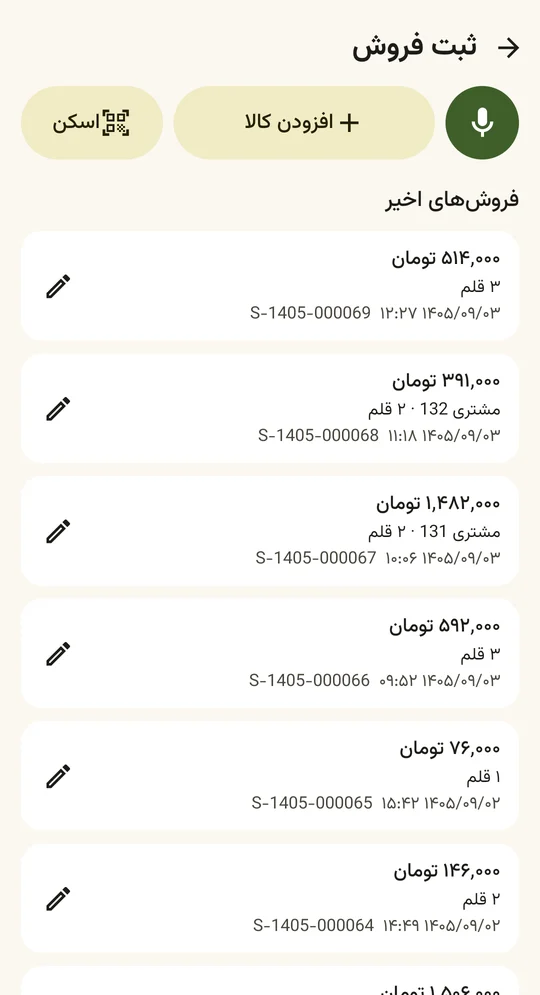 ثبت فروش
افزودن کالا
اسکن
فروش‌های اخیر
۵۱۴,۰۰۰ تومان
۳ قلم
۱۴۰۵/۰۹/۰۳ ۱۲:۲۷ S-1405-000069
۳۹۱,۰۰۰ تومان
مشتری 132 · ۲ قلم
۱۴۰۵/۰۹/۰۳ ۱۱:۱۸ S-1405-000068
۱,۴۸۲,۰۰۰ تومان
مشتری 131 · ۲ قلم
۱۴۰۵/۰۹/۰۳ ۱۰:۰۶ S-1405-000067
۵۹۲,۰۰۰ تومان
۳ قلم
۱۴۰۵/۰۹/۰۳ ۰۹:۵۲ S-1405-000066
۷۶,۰۰۰ تومان
۱ قلم
۱۴۰۵/۰۹/۰۲ ۱۵:۴۲ S-1405-000065
۱۴۶,۰۰۰ تومان
۲ قلم
۱۴۰۵/۰۹/۰۲ ۱۴:۴۹ S-1405-000064
تومان